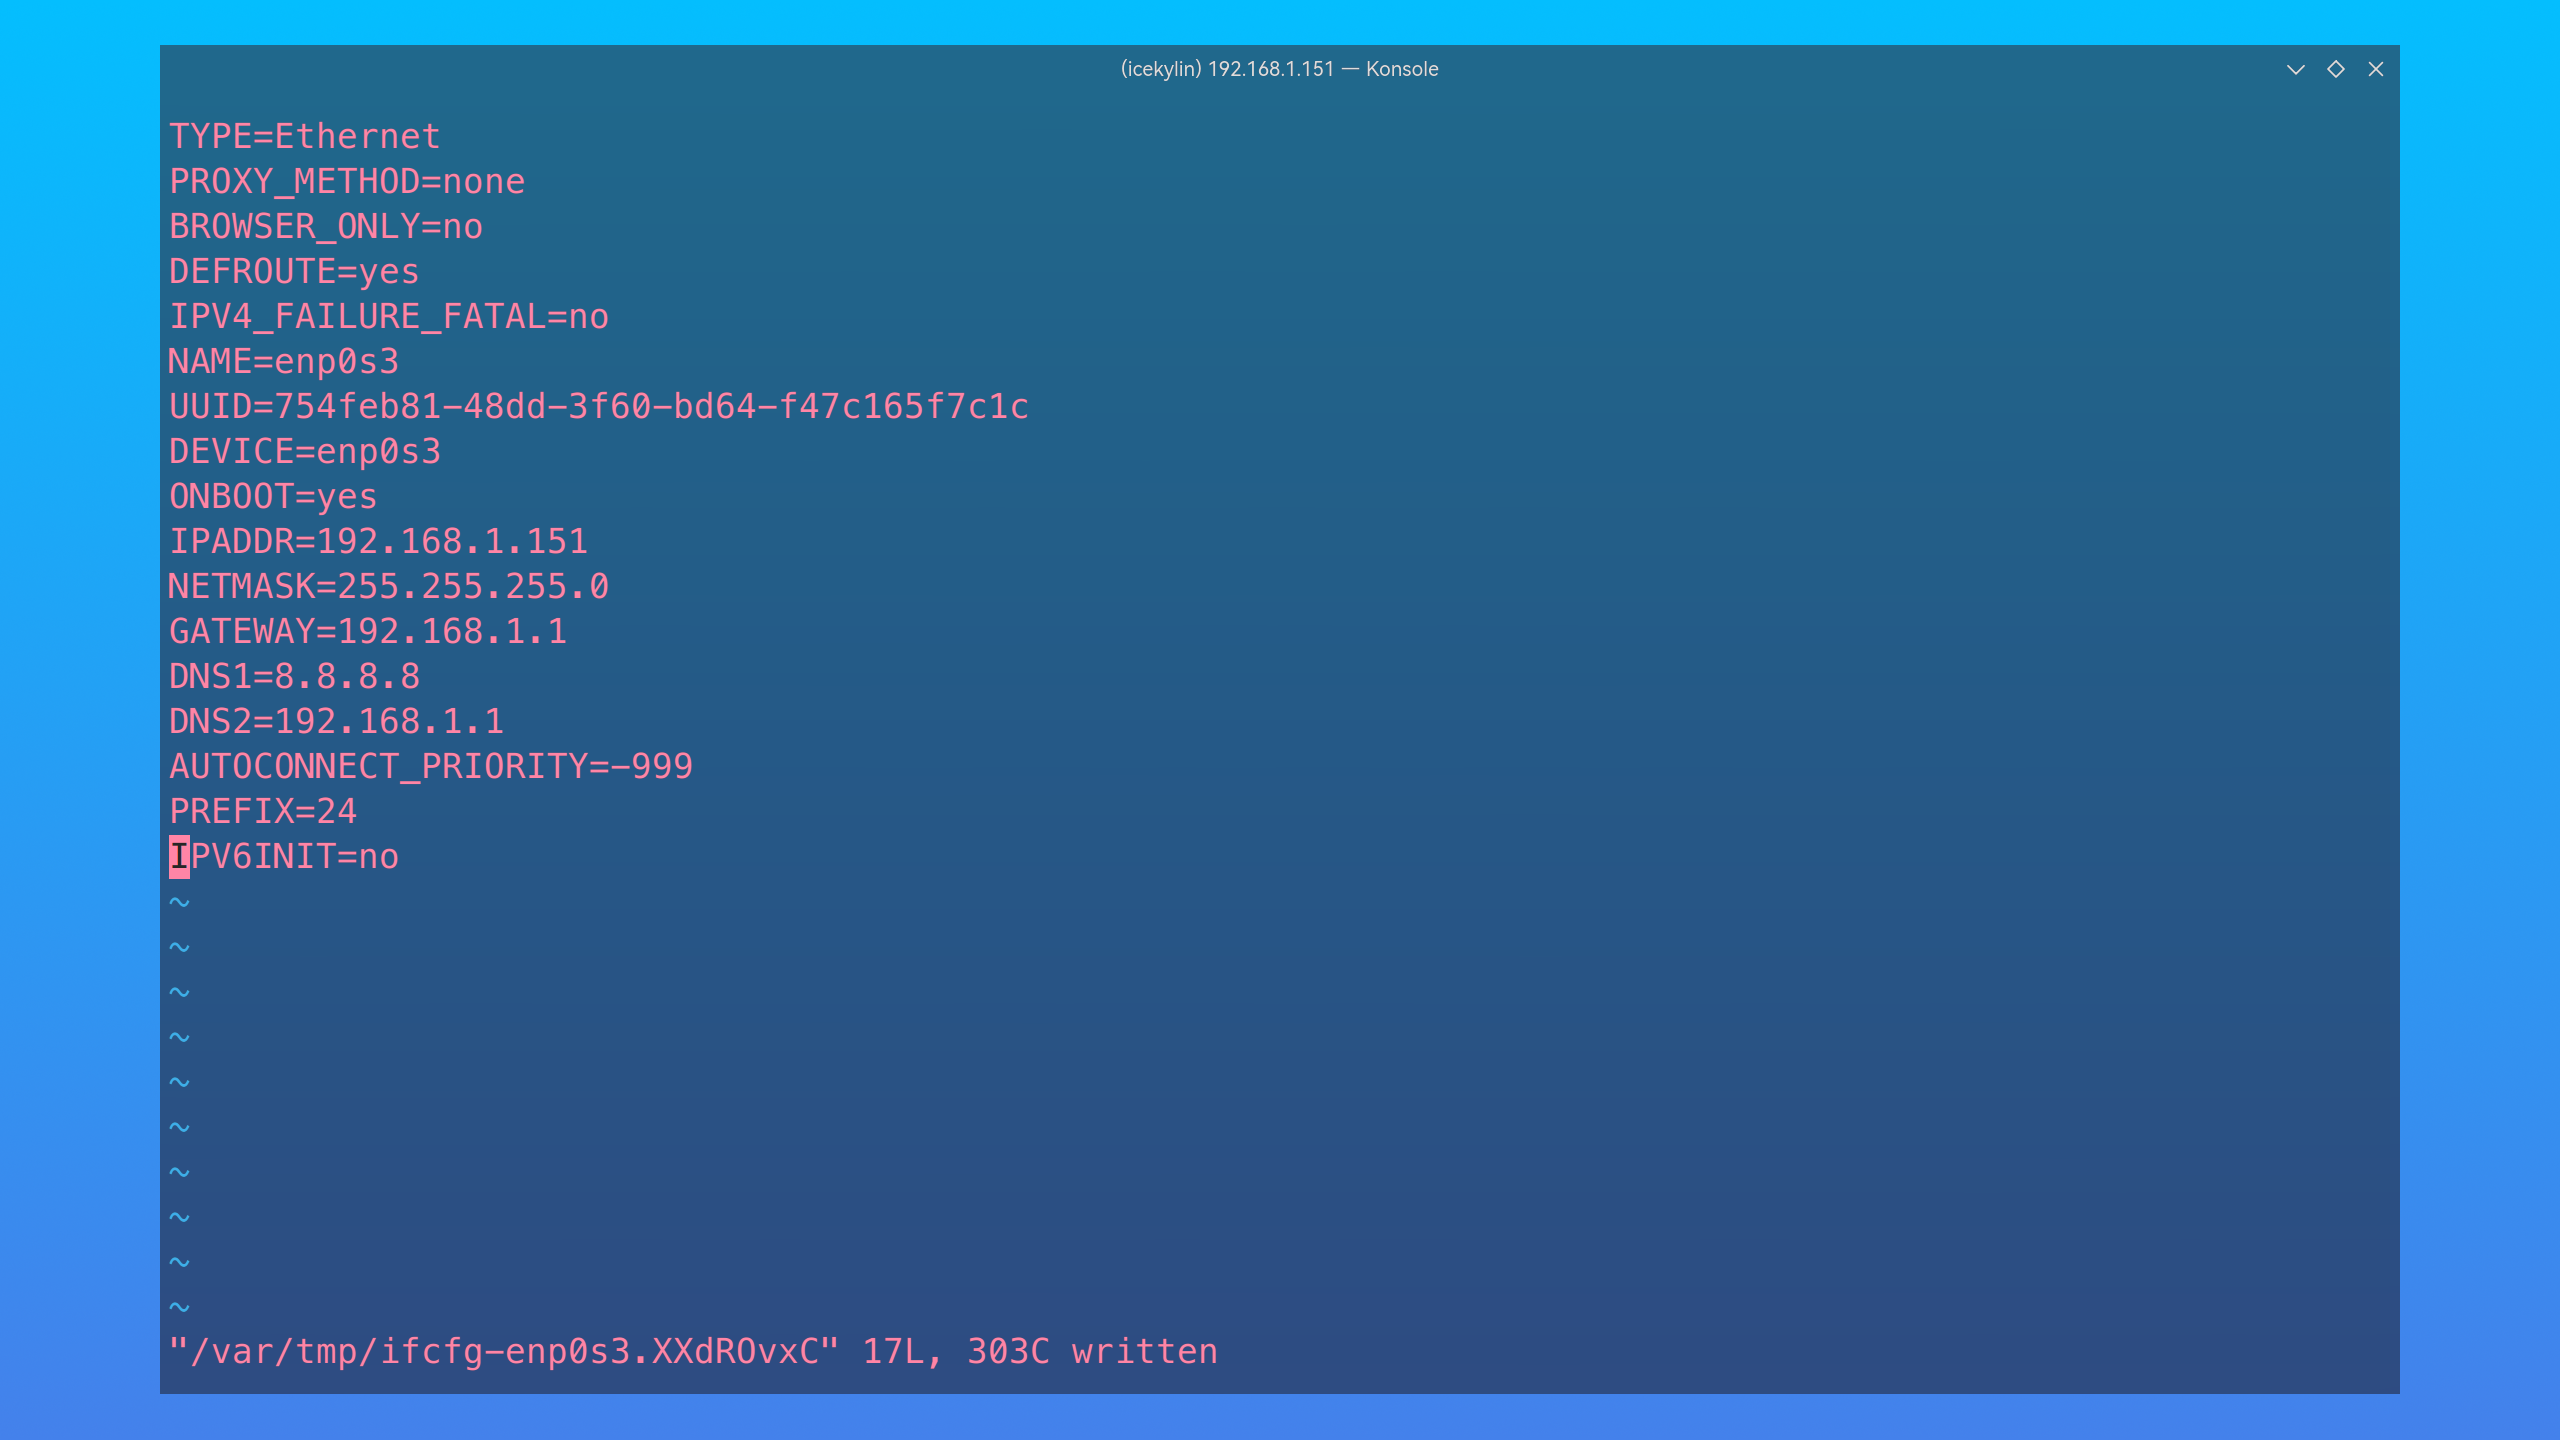 (icekylin) 192.168.1.151 — Konsole
TYPE=Ethernet
PROXY_METHOD=none
BROWSER_ONLY=no
DEFROUTE=yes
IPV4_FAILURE_FATAL=no
NAME=enp0s3
UUID=754feb81-48dd-3f60-bd64-f47c165f7c1c
DEVICE=enp0s3
ONBOOT=yes
IPADDR=192.168.1.151
NETMASK=255.255.255.0
GATEWAY=192.168.1.1
DNS1=8.8.8.8
DNS2=192.168.1.1
AUTOCONNECT_PRIORITY=-999
PREFIX=24
IPV6INIT=no
~
~
~
~
~
~
~
~
~
~
"/var/tmp/ifcfg-enp0s3.XXdROvxC" 17L, 303C written